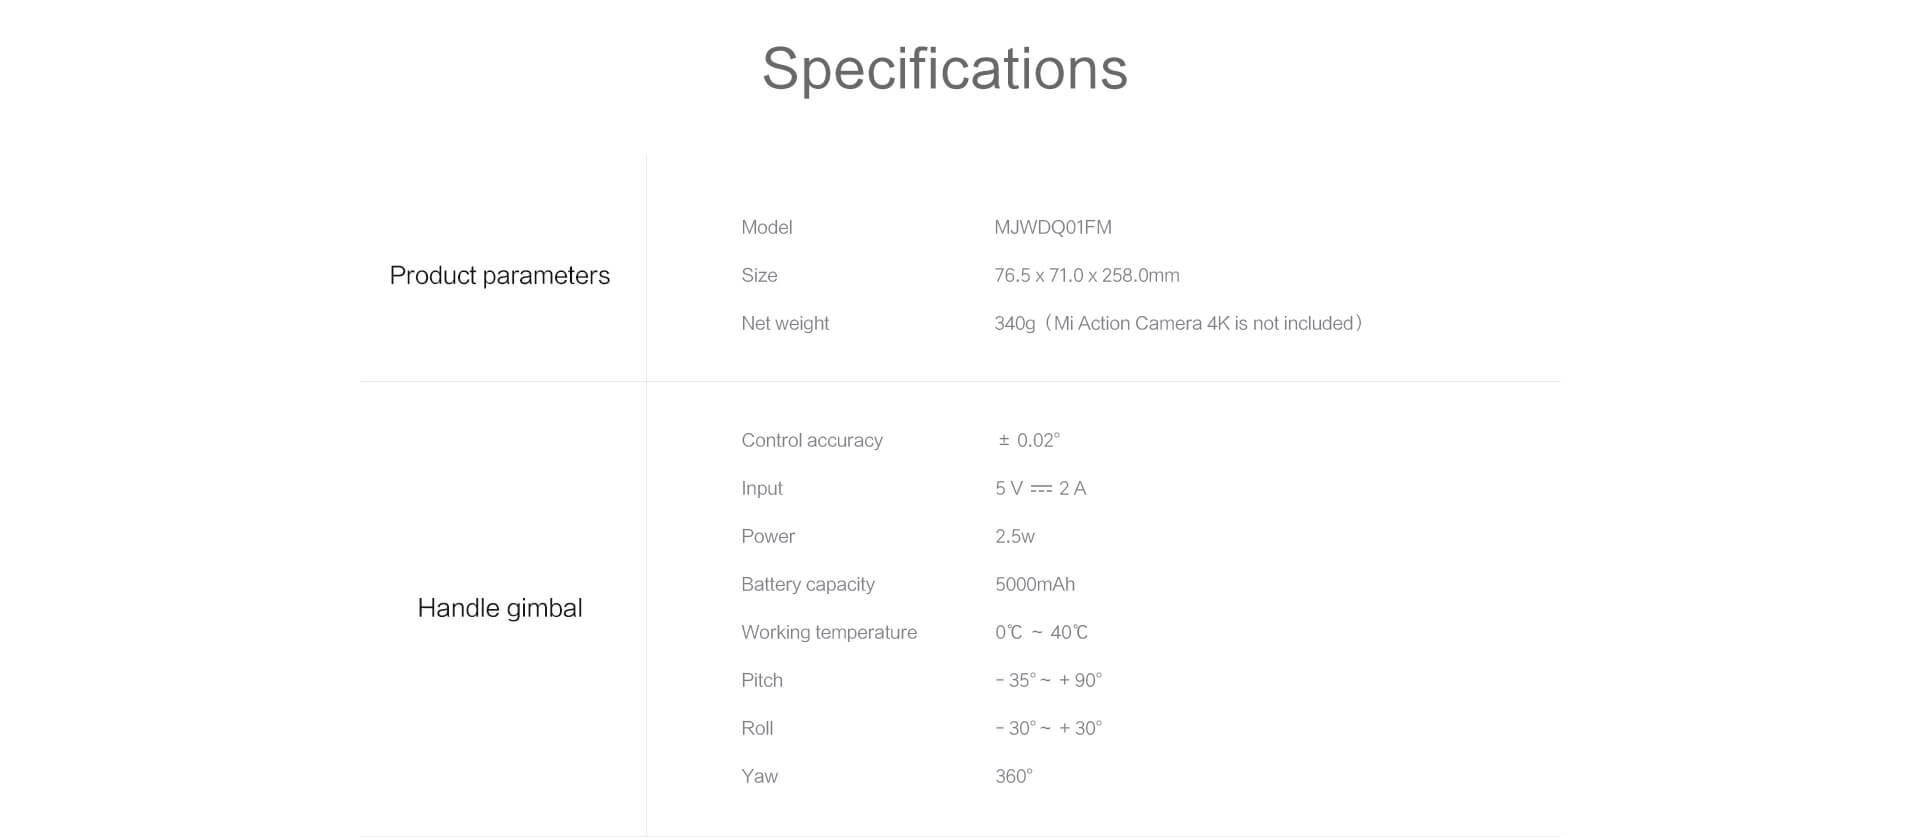 Specifications
Product parameters
Model MJWDQ01FM
Size 76.5 x 71.0 x 258.0mm
Net weight 340g（Mi Action Camera 4K is not included）
Handle gimbal
Control accuracy ± 0.02°
Input 5 V ⎓ 2 A
Power 2.5w
Battery capacity 5000mAh
Working temperature 0℃ ~ 40℃
Pitch - 35° ~ + 90°
Roll - 30° ~ + 30°
Yaw 360°